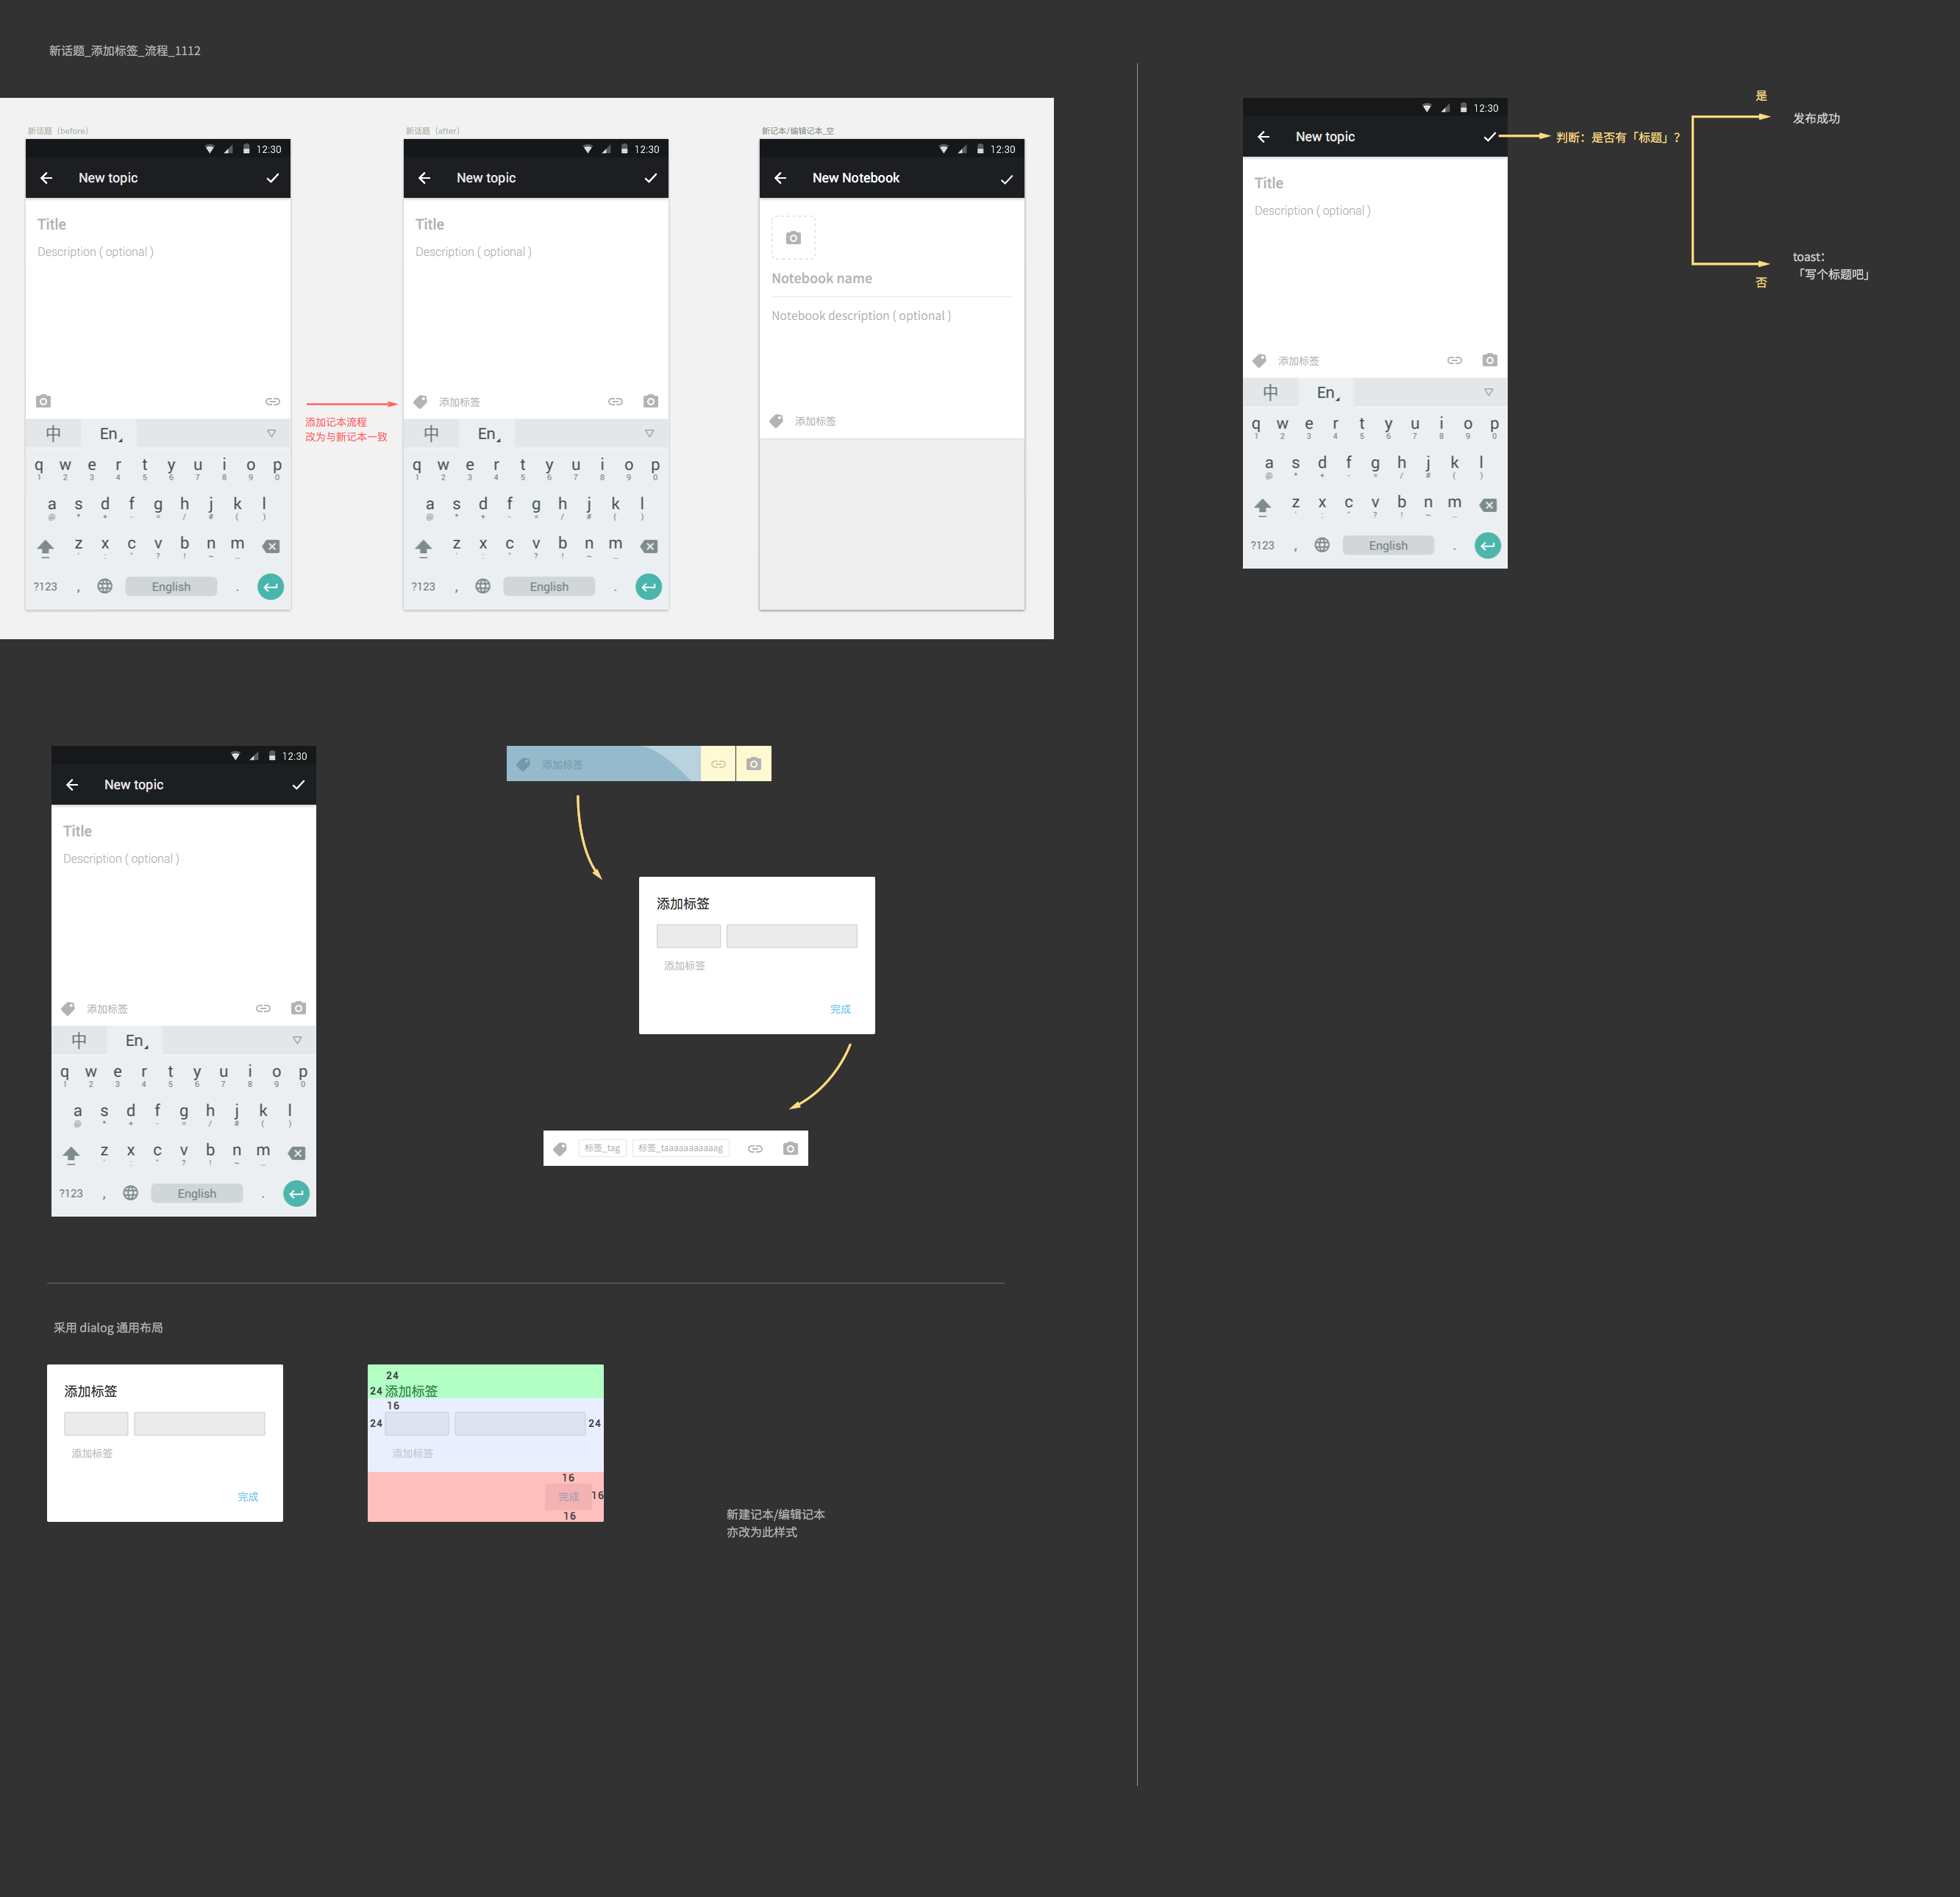 新话题_添加标签_流程_1112
新话题（before）
12:30
New topic
Title
Description ( optional )
中 En
q w e r t y u i o p
1 2 3 4 5 6 7 8 9 0
a s d f g h j k l
@ * + - = / # ( )
z x c v b n m
' : " ? ! ~ …
?123 , English .
添加记本流程
改为与新记本一致
新话题（after）
12:30
New topic
Title
Description ( optional )
添加标签
中 En
q w e r t y u i o p
1 2 3 4 5 6 7 8 9 0
a s d f g h j k l
@ * + - = / # ( )
z x c v b n m
' : " ? ! ~ …
?123 , English .
新记本/编辑记本_空
12:30
New Notebook
Notebook name
Notebook description ( optional )
添加标签
12:30
New topic
Title
Description ( optional )
添加标签
中 En
q w e r t y u i o p
1 2 3 4 5 6 7 8 9 0
a s d f g h j k l
@ * + - = / # ( )
z x c v b n m
' : " ? ! ~ …
?123 , English .
添加标签
添加标签
添加标签
完成
标签_tag 标签_taaaaaaaaaaag
采用 dialog 通用布局
添加标签
添加标签
完成
24
24 添加标签
16
24 24
添加标签
16
完成 16
16
新建记本/编辑记本
亦改为此样式
12:30
New topic
Title
Description ( optional )
添加标签
中 En
q w e r t y u i o p
1 2 3 4 5 6 7 8 9 0
a s d f g h j k l
@ * + - = / # ( )
z x c v b n m
' : " ? ! ~ …
?123 , English .
判断：是否有「标题」？
是
发布成功
toast：
「写个标题吧」
否